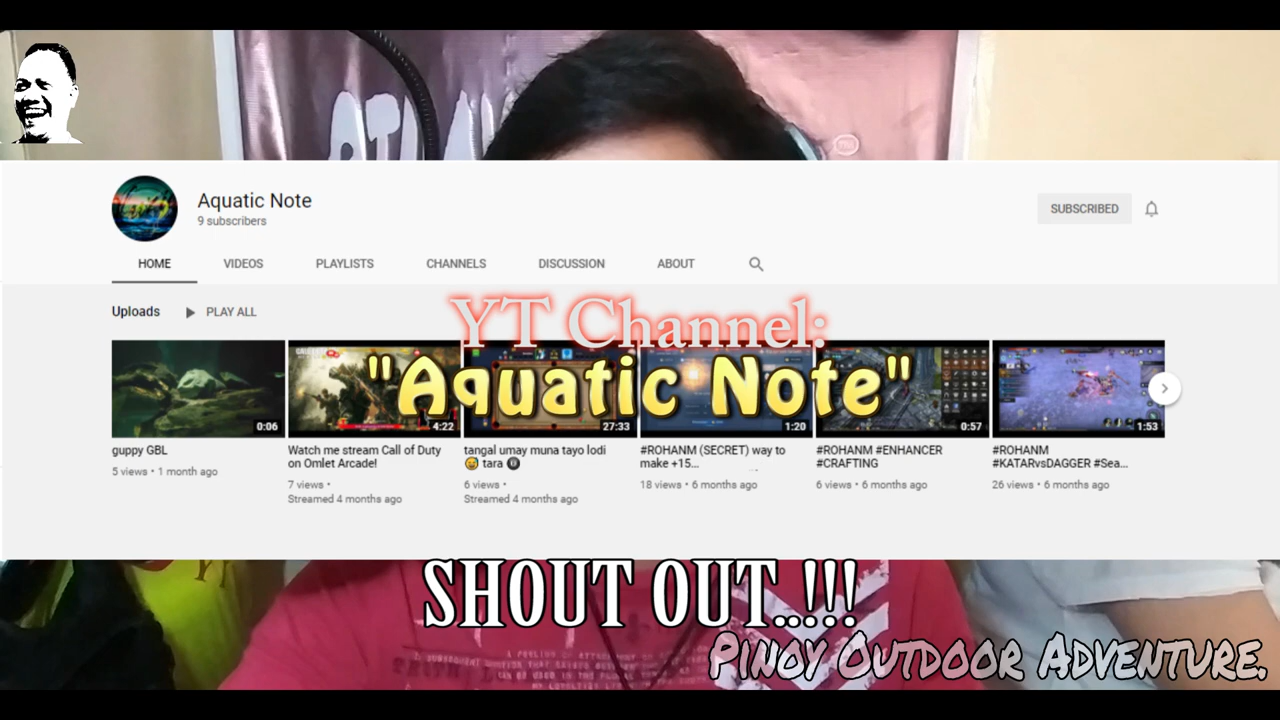 Aquatic Note
9 subscribers
SUBSCRIBED
HOME VIDEOS PLAYLISTS CHANNELS DISCUSSION ABOUT
Uploads PLAY ALL
YT Channel:
"Aquatic Note"
0:06 4:22 27:33 1:20 0:57 1:53
guppy GBL
5 views • 1 month ago
Watch me stream Call of Duty
on Omlet Arcade!
7 views •
Streamed 4 months ago
tangal umay muna tayo lodi
😅 tara 🎱
6 views •
Streamed 4 months ago
#ROHANM (SECRET) way to
make +15...
18 views • 6 months ago
#ROHANM #ENHANCER
#CRAFTING
6 views • 6 months ago
#ROHANM
#KATARvsDAGGER #Sea...
26 views • 6 months ago
SHOUT OUT..!!!
Pinoy Outdoor Adventure.